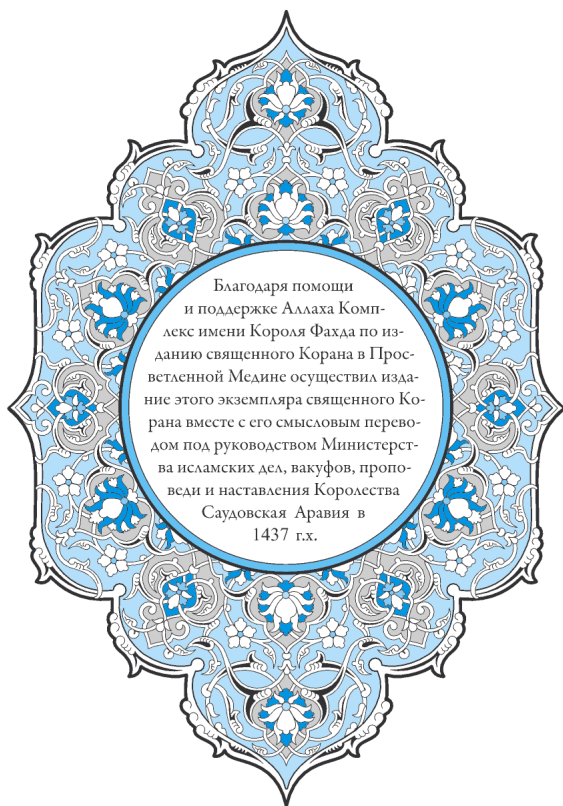 Благодаря помощи
и поддержке Аллаха Комп-
лекс имени Короля Фахда по из-
данию священного Корана в Прос-
ветленной Медине осуществил изда-
ние этого экземпляра священного Ко-
рана вместе с его смысловым перево-
дом под руководством Министерст-
ва исламских дел, вакуфов, пропо-
веди и наставления Королества
Саудовская Аравия в
1437 г.х.